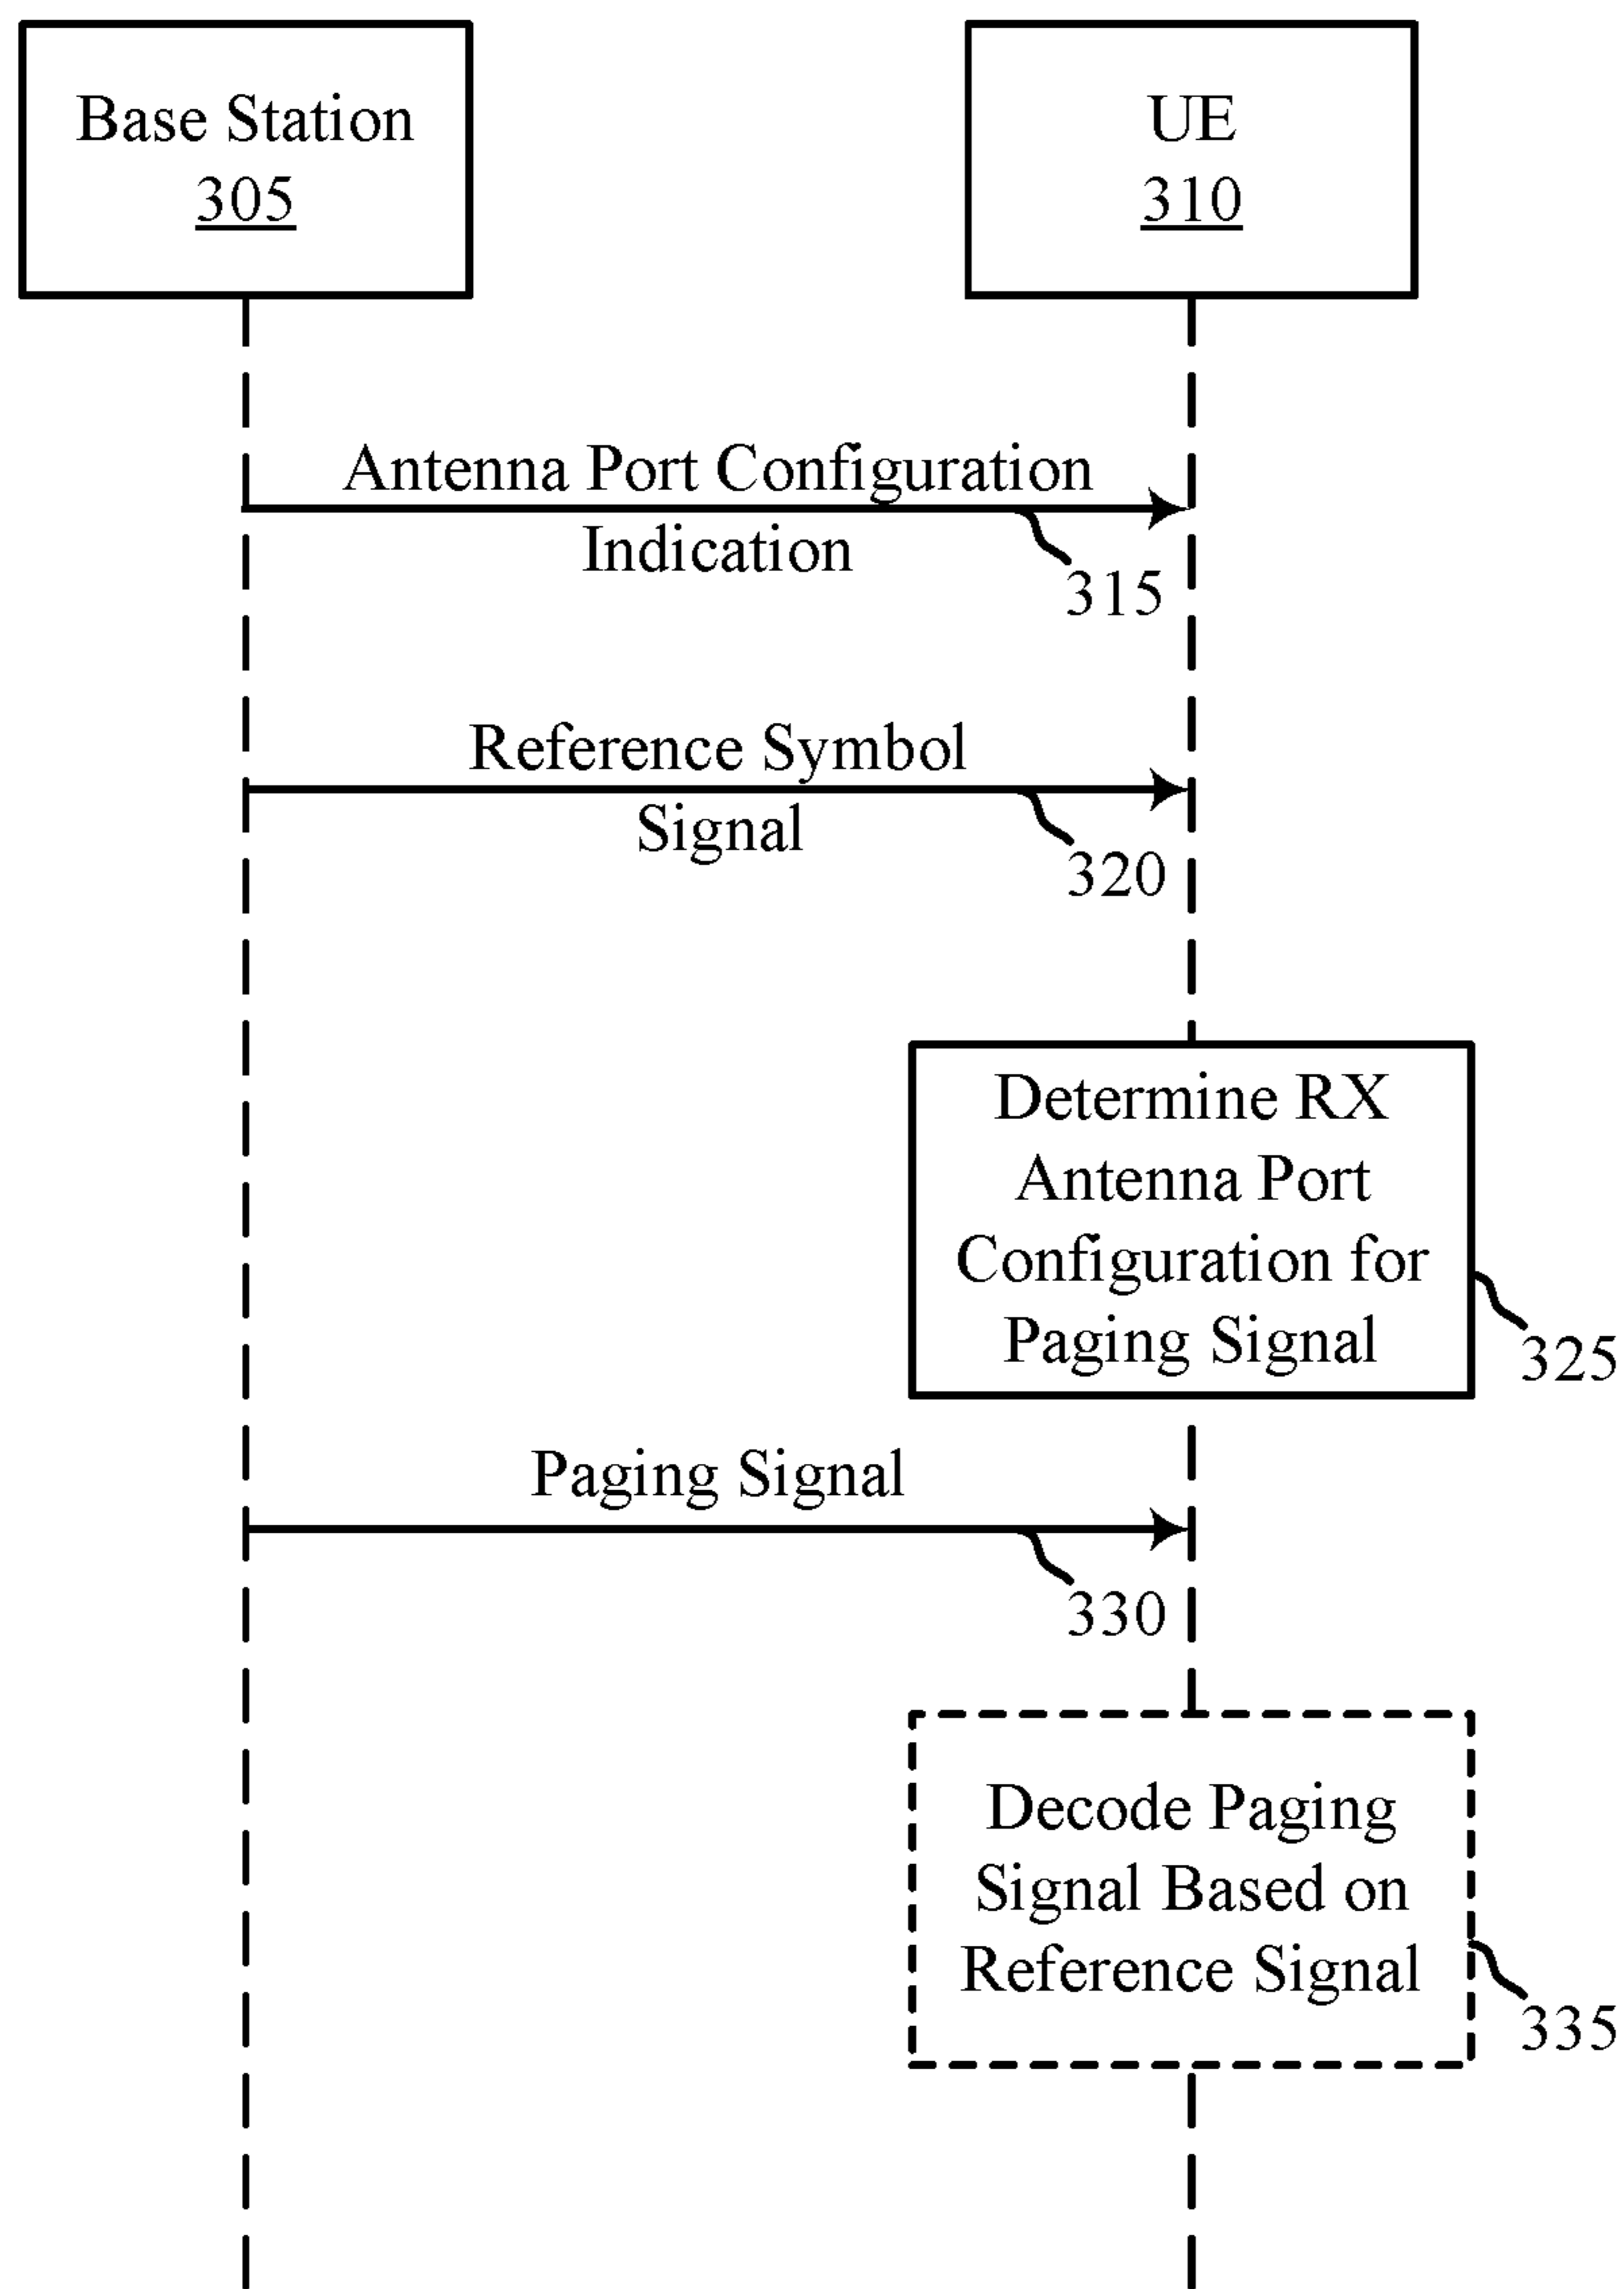 Base Station
305
UE
310
Antenna Port Configuration
Indication
315
Reference Symbol
Signal
320
Determine RX
Antenna Port
Configuration for
Paging Signal
325
Paging Signal
330
Decode Paging
Signal Based on
Reference Signal
335